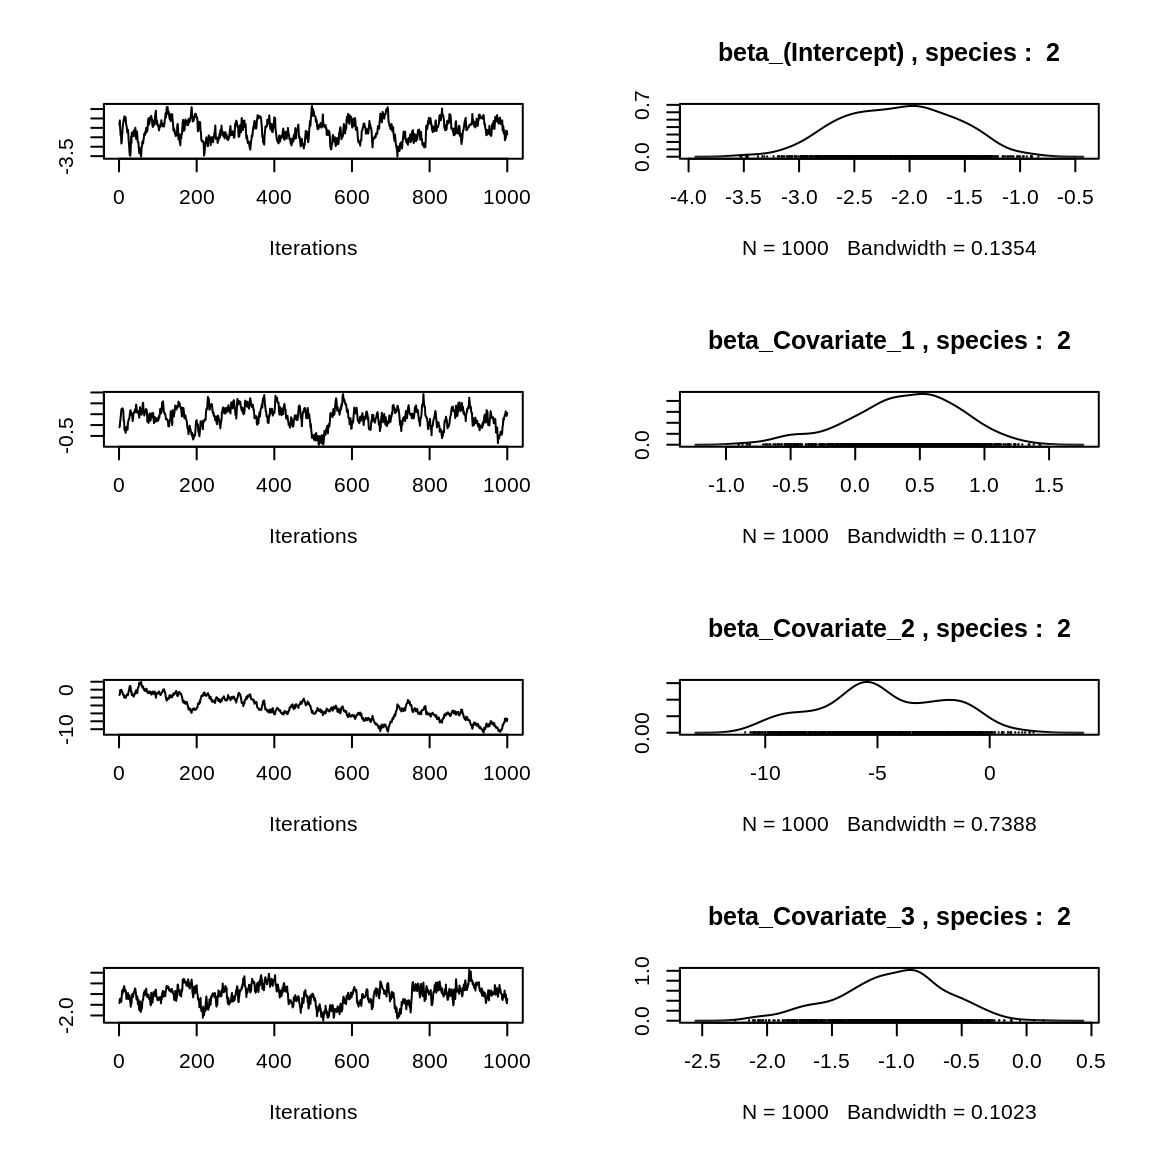 beta_(Intercept) , species :  2
-3.5
0 200 400 600 800 1000
Iterations
0.0 0.7
-4.0 -3.5 -3.0 -2.5 -2.0 -1.5 -1.0 -0.5
N = 1000   Bandwidth = 0.1354
beta_Covariate_1 , species :  2
-0.5
0 200 400 600 800 1000
Iterations
0.0
-1.0 -0.5 0.0 0.5 1.0 1.5
N = 1000   Bandwidth = 0.1107
beta_Covariate_2 , species :  2
-10 0
0 200 400 600 800 1000
Iterations
0.00
-10 -5 0
N = 1000   Bandwidth = 0.7388
beta_Covariate_3 , species :  2
-2.0
0 200 400 600 800 1000
Iterations
0.0 1.0
-2.5 -2.0 -1.5 -1.0 -0.5 0.0 0.5
N = 1000   Bandwidth = 0.1023